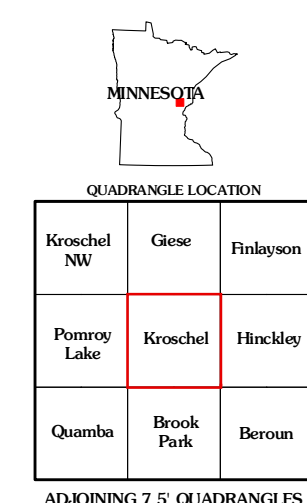 MINNESOTA
QUADRANGLE LOCATION
Kroschel
NW
Giese
Finlayson
Pomroy
Lake
Kroschel
Hinckley
Quamba
Brook
Park
Beroun
ADJOINING 7.5' QUADRANGLES